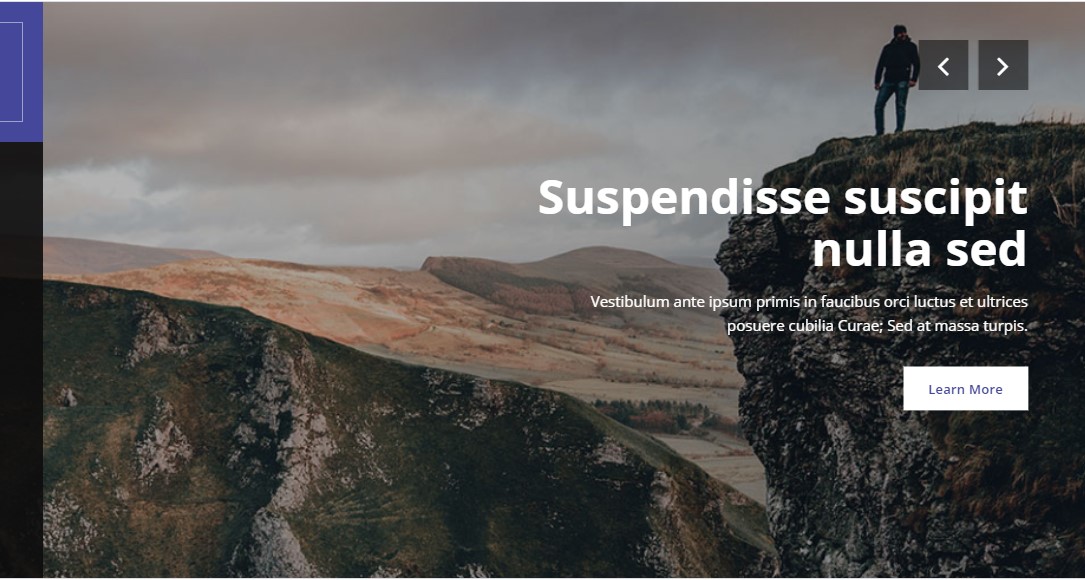 Suspendisse suscipit
nulla sed
Vestibulum ante ipsum primis in faucibus orci luctus et ultrices
posuere cubilia Curae; Sed at massa turpis.
Learn More